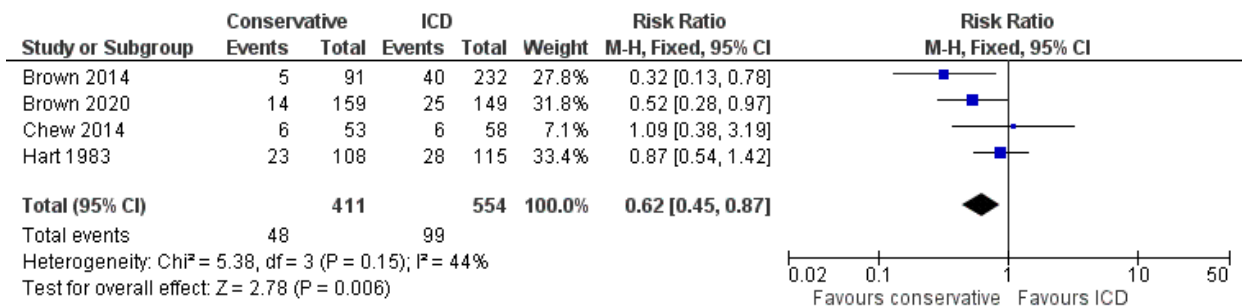 Conservative ICD Risk Ratio Risk Ratio
Study or Subgroup Events Total Events Total Weight M-H, Fixed, 95% CI M-H, Fixed, 95% CI
Brown 2014 5 91 40 232 27.8% 0.32 [0.13, 0.78]
Brown 2020 14 159 25 149 31.8% 0.52 [0.28, 0.97]
Chew 2014 6 53 6 58 7.1% 1.09 [0.38, 3.19]
Hart 1983 23 108 28 115 33.4% 0.87 [0.54, 1.42]
Total (95% CI) 411 554 100.0% 0.62 [0.45, 0.87]
Total events 48 99
Heterogeneity: Chi² = 5.38, df = 3 (P = 0.15); I² = 44%
Test for overall effect: Z = 2.78 (P = 0.006)
0.02 0.1 1 10 50
Favours conservative Favours ICD